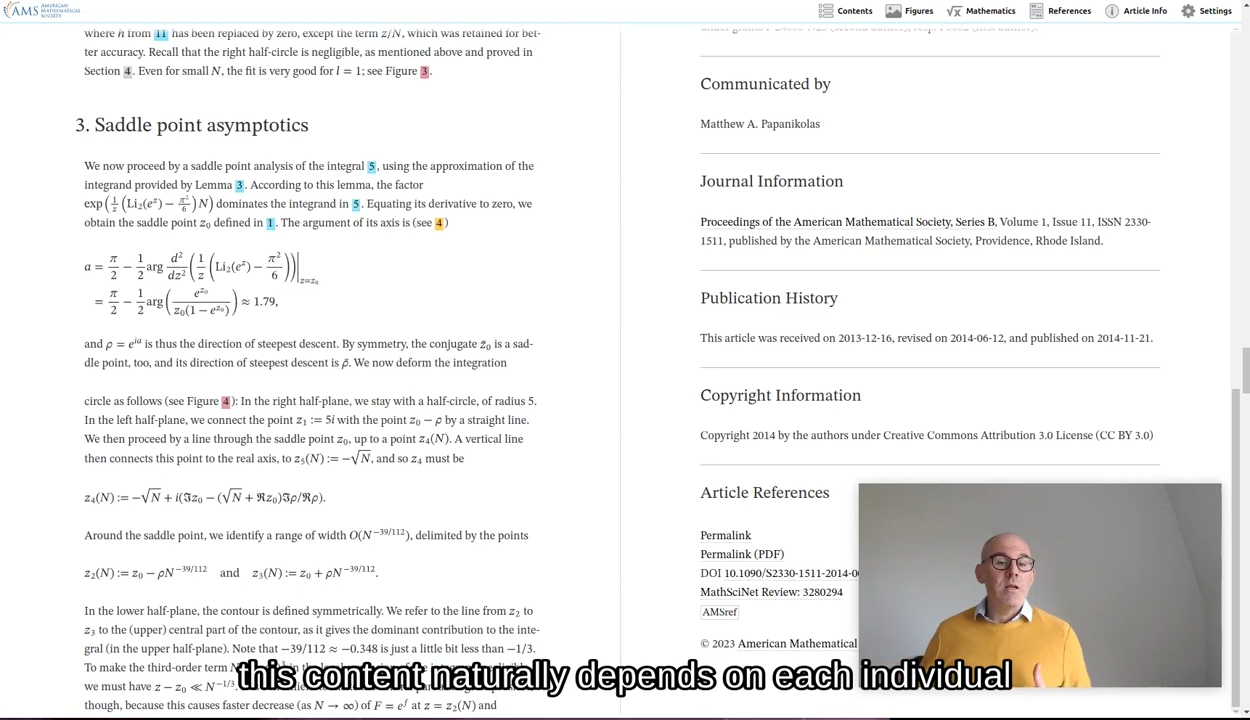 AMS AMERICAN MATHEMATICAL SOCIETY
Contents Figures Mathematics References Article Info Settings
where h from 11 has been replaced by zero, except the term z/N, which was retained for bet-
ter accuracy. Recall that the right half-circle is negligible, as mentioned above and proved in
Section 4. Even for small N, the fit is very good for l = 1; see Figure 3.
3. Saddle point asymptotics
We now proceed by a saddle point analysis of the integral 5, using the approximation of the
integrand provided by Lemma 3. According to this lemma, the factor
exp(1/z (Li₂(e^z) − π²/6) N) dominates the integrand in 5. Equating its derivative to zero, we
obtain the saddle point z₀ defined in 1. The argument of its axis is (see 4)
a = π/2 − 1/2 arg d²/dz² (1/z (Li₂(e^z) − π²/6))|z=z₀
= π/2 − 1/2 arg(e^z₀ / z₀(1 − e^z₀)) ≈ 1.79,
and ρ = e^ia is thus the direction of steepest descent. By symmetry, the conjugate z̄₀ is a sad-
dle point, too, and its direction of steepest descent is ρ̄. We now deform the integration
circle as follows (see Figure 4): In the right half-plane, we stay with a half-circle, of radius 5.
In the left half-plane, we connect the point z₁ := 5i with the point z₀ − ρ by a straight line.
We then proceed by a line through the saddle point z₀, up to a point z₄(N). A vertical line
then connects this point to the real axis, to z₅(N) := −√N, and so z₄ must be
z₄(N) := −√N + i(ℑz₀ − (√N + ℜz₀)ℑρ/ℜρ).
Around the saddle point, we identify a range of width O(N^−39/112), delimited by the points
z₂(N) := z₀ − ρN^−39/112 and z₃(N) := z₀ + ρN^−39/112.
In the lower half-plane, the contour is defined symmetrically. We refer to the line from z₂ to
z₃ to the (upper) central part of the contour, as it gives the dominant contribution to the inte-
gral (in the upper half-plane). Note that −39/112 ≈ −0.348 is just a little bit less than −1/3.
To make the third-order term
we must have z − z₀ ≪ N^−1/3.
though, because this causes faster decrease (as N → ∞) of F = e^f at z = z₂(N) and
Communicated by
Matthew A. Papanikolas
Journal Information
Proceedings of the American Mathematical Society, Series B, Volume 1, Issue 11, ISSN 2330-
1511, published by the American Mathematical Society, Providence, Rhode Island.
Publication History
This article was received on 2013-12-16, revised on 2014-06-12, and published on 2014-11-21.
Copyright Information
Copyright 2014 by the authors under Creative Commons Attribution 3.0 License (CC BY 3.0)
Article References
Permalink
Permalink (PDF)
DOI 10.1090/S2330-1511-2014-0
MathSciNet Review: 3280294
AMSref
© 2023 American Mathematical
this content naturally depends on each individual